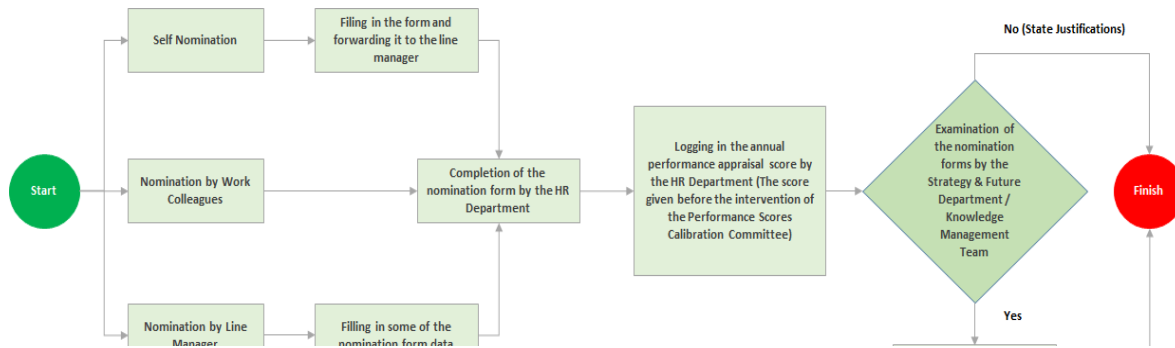 No (State Justifications)
Self Nomination
Filing in the form and
forwarding it to the line
manager
Start
Nomination by Work
Colleagues
Completion of the
nomination form by the HR
Department
Logging in the annual
performance appraisal score by
the HR Department (The score
given before the intervention of
the Performance Scores
Calibration Committee)
Examination of
the nomination
forms by the
Strategy & Future
Department /
Knowledge
Management
Team
Finish
Yes
Nomination by Line
Manager
Filling in some of the
nomination form data